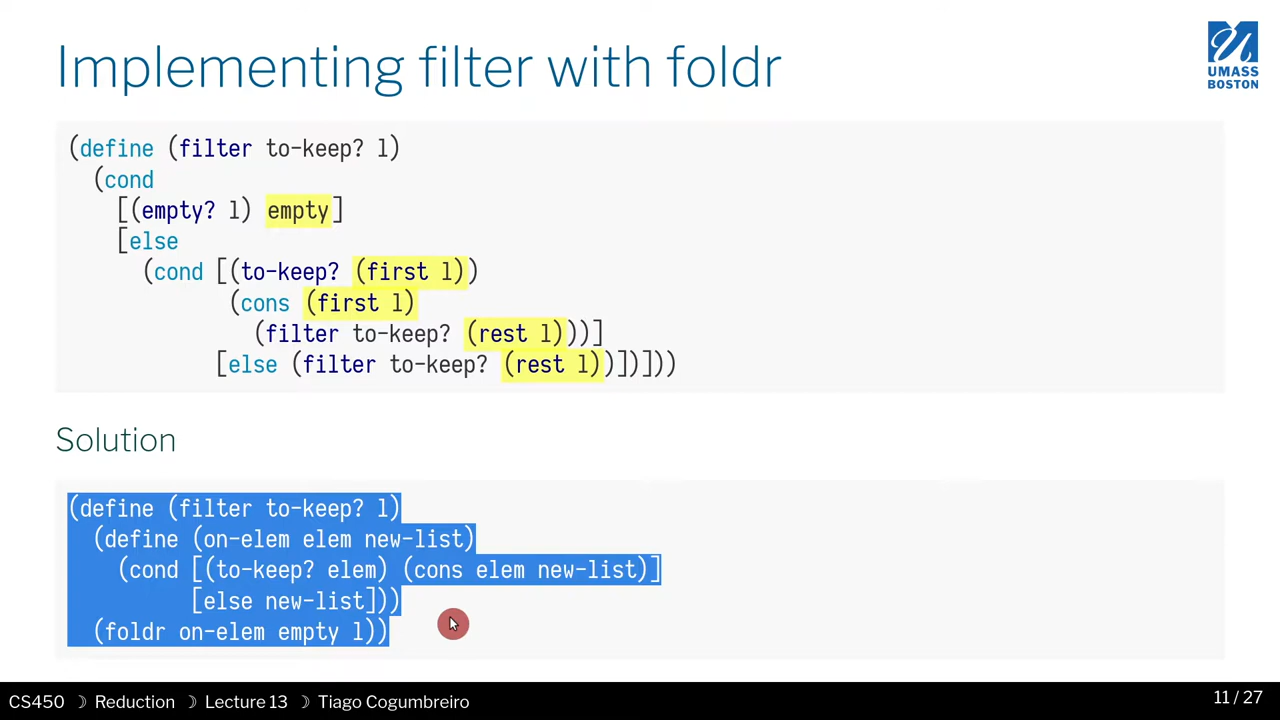 Implementing filter with foldr
UMASS
BOSTON
(define (filter to-keep? l)
(cond
[(empty? l) empty]
[else
(cond [(to-keep? (first l))
(cons (first l)
(filter to-keep? (rest l)))]
[else (filter to-keep? (rest l))])]))
Solution
(define (filter to-keep? l)
(define (on-elem elem new-list)
(cond [(to-keep? elem) (cons elem new-list)]
[else new-list]))
(foldr on-elem empty l))
CS450 ☽ Reduction ☽ Lecture 13 ☽ Tiago Cogumbreiro
11 / 27